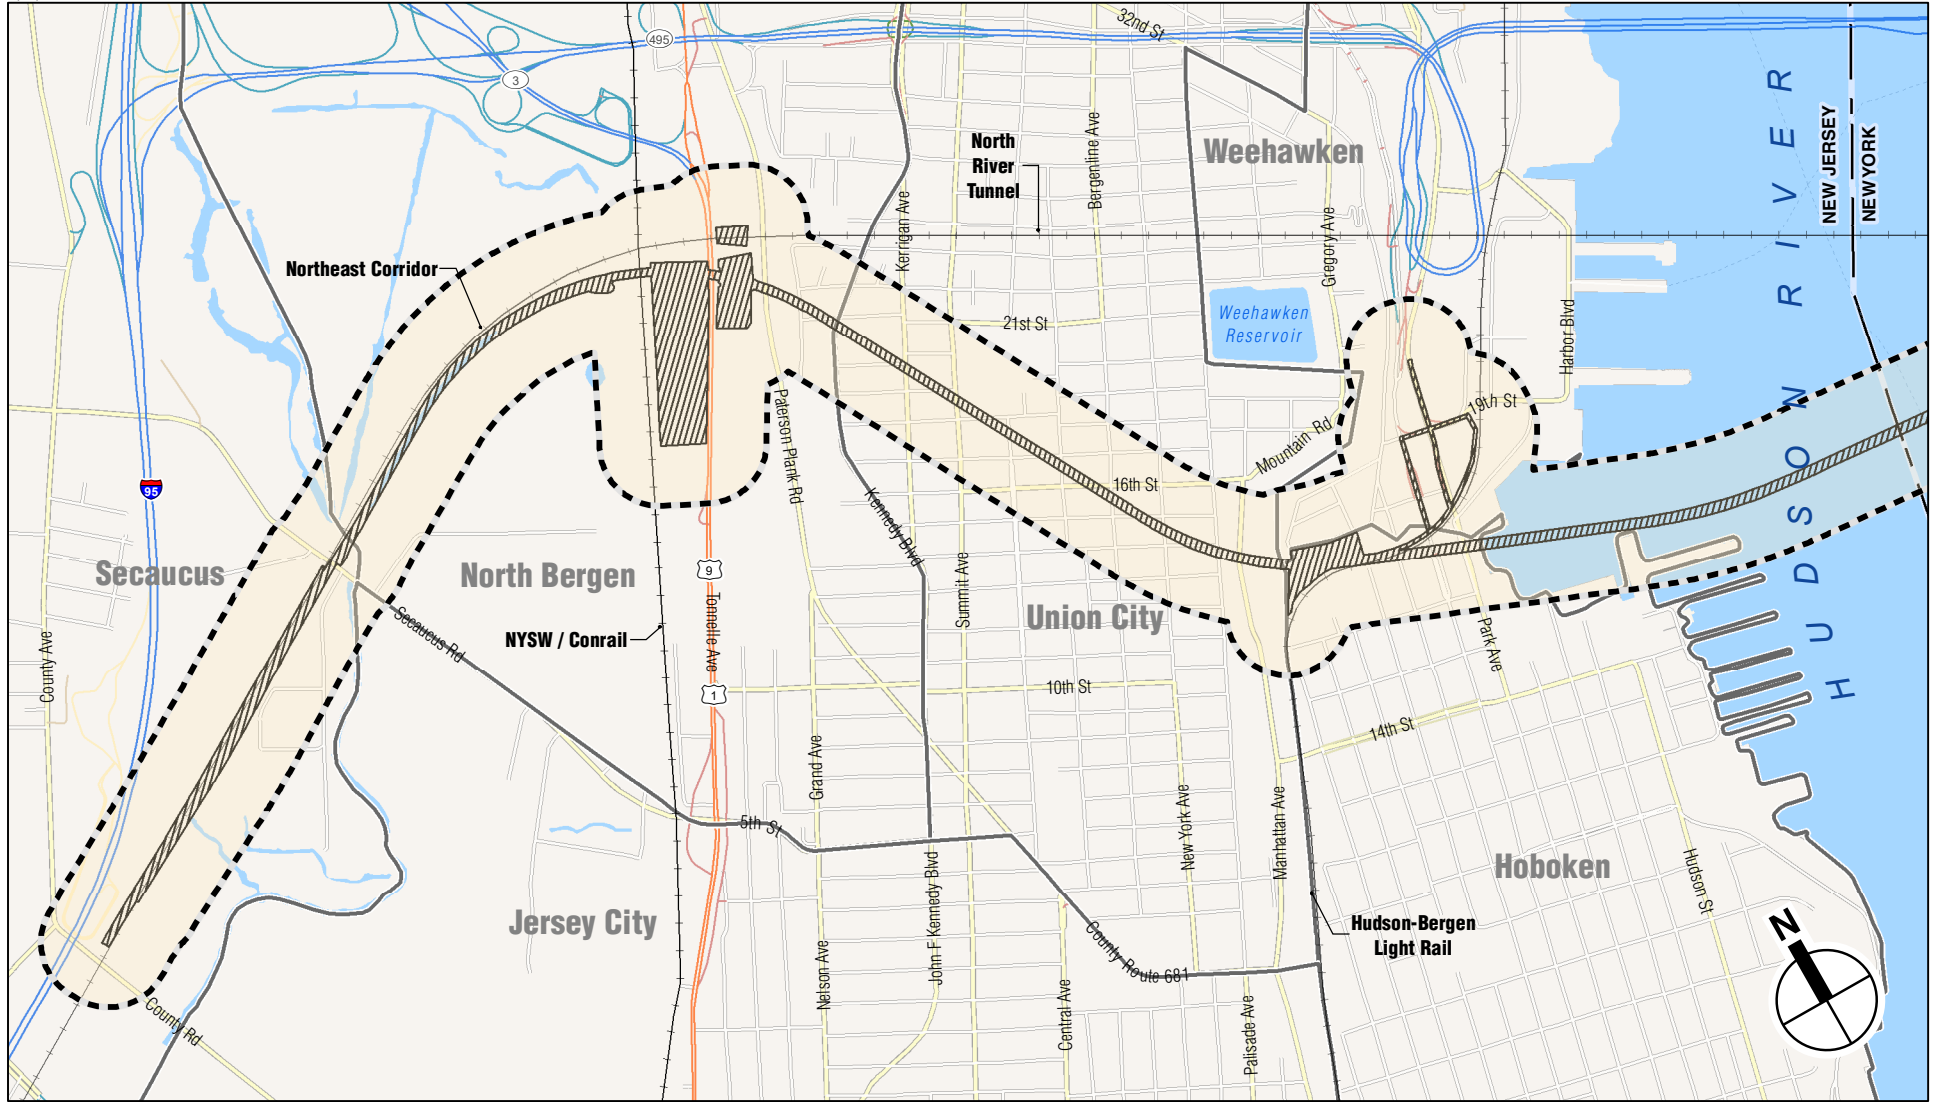 32nd St
495
3
North
River
Tunnel
Bergenline Ave
Weehawken
NEW JERSEY
NEW YORK
HUDSON RIVER
Kerrigan Ave
Gregory Ave
Northeast Corridor
Weehawken
Reservoir
21st St
Harbor Blvd
19th St
Paterson Plank Rd
Mountain Rd
16th St
95
Kennedy Blvd
Secaucus
North Bergen
9
Tonnelle Ave
Summit Ave
Union City
Secaucus Rd
NYSW / Conrail
County Ave
Park Ave
1
10th St
14th St
Grand Ave
5th St
New York Ave
Manhattan Ave
John F Kennedy Blvd
Hoboken
Hudson St
Jersey City
Hudson-Bergen
Light Rail
County Route 681
Nelson Ave
Central Ave
Palisade Ave
County Rd
N